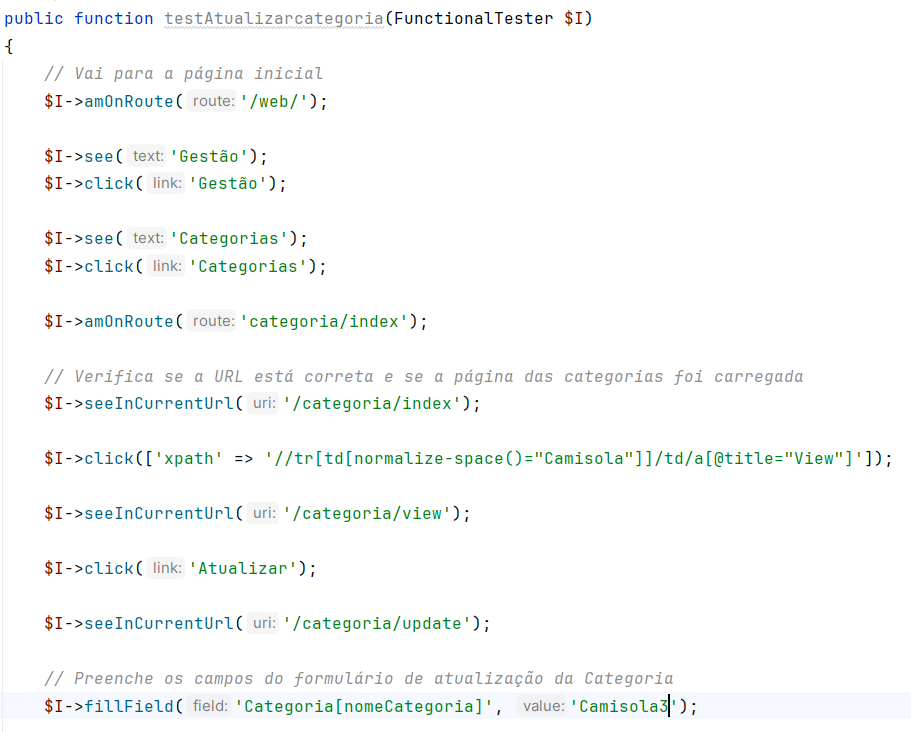 public function testAtualizarcategoria(FunctionalTester $I)
{
// Vai para a página inicial
$I->amOnRoute( route: '/web/');
$I->see( text: 'Gestão');
$I->click( link: 'Gestão');
$I->see( text: 'Categorias');
$I->click( link: 'Categorias');
$I->amOnRoute( route: 'categoria/index');
// Verifica se a URL está correta e se a página das categorias foi carregada
$I->seeInCurrentUrl( uri: '/categoria/index');
$I->click(['xpath' => '//tr[td[normalize-space()="Camisola"]]/td/a[@title="View"]']);
$I->seeInCurrentUrl( uri: '/categoria/view');
$I->click( link: 'Atualizar');
$I->seeInCurrentUrl( uri: '/categoria/update');
// Preenche os campos do formulário de atualização da Categoria
$I->fillField( field: 'Categoria[nomeCategoria]', value: 'Camisola3');